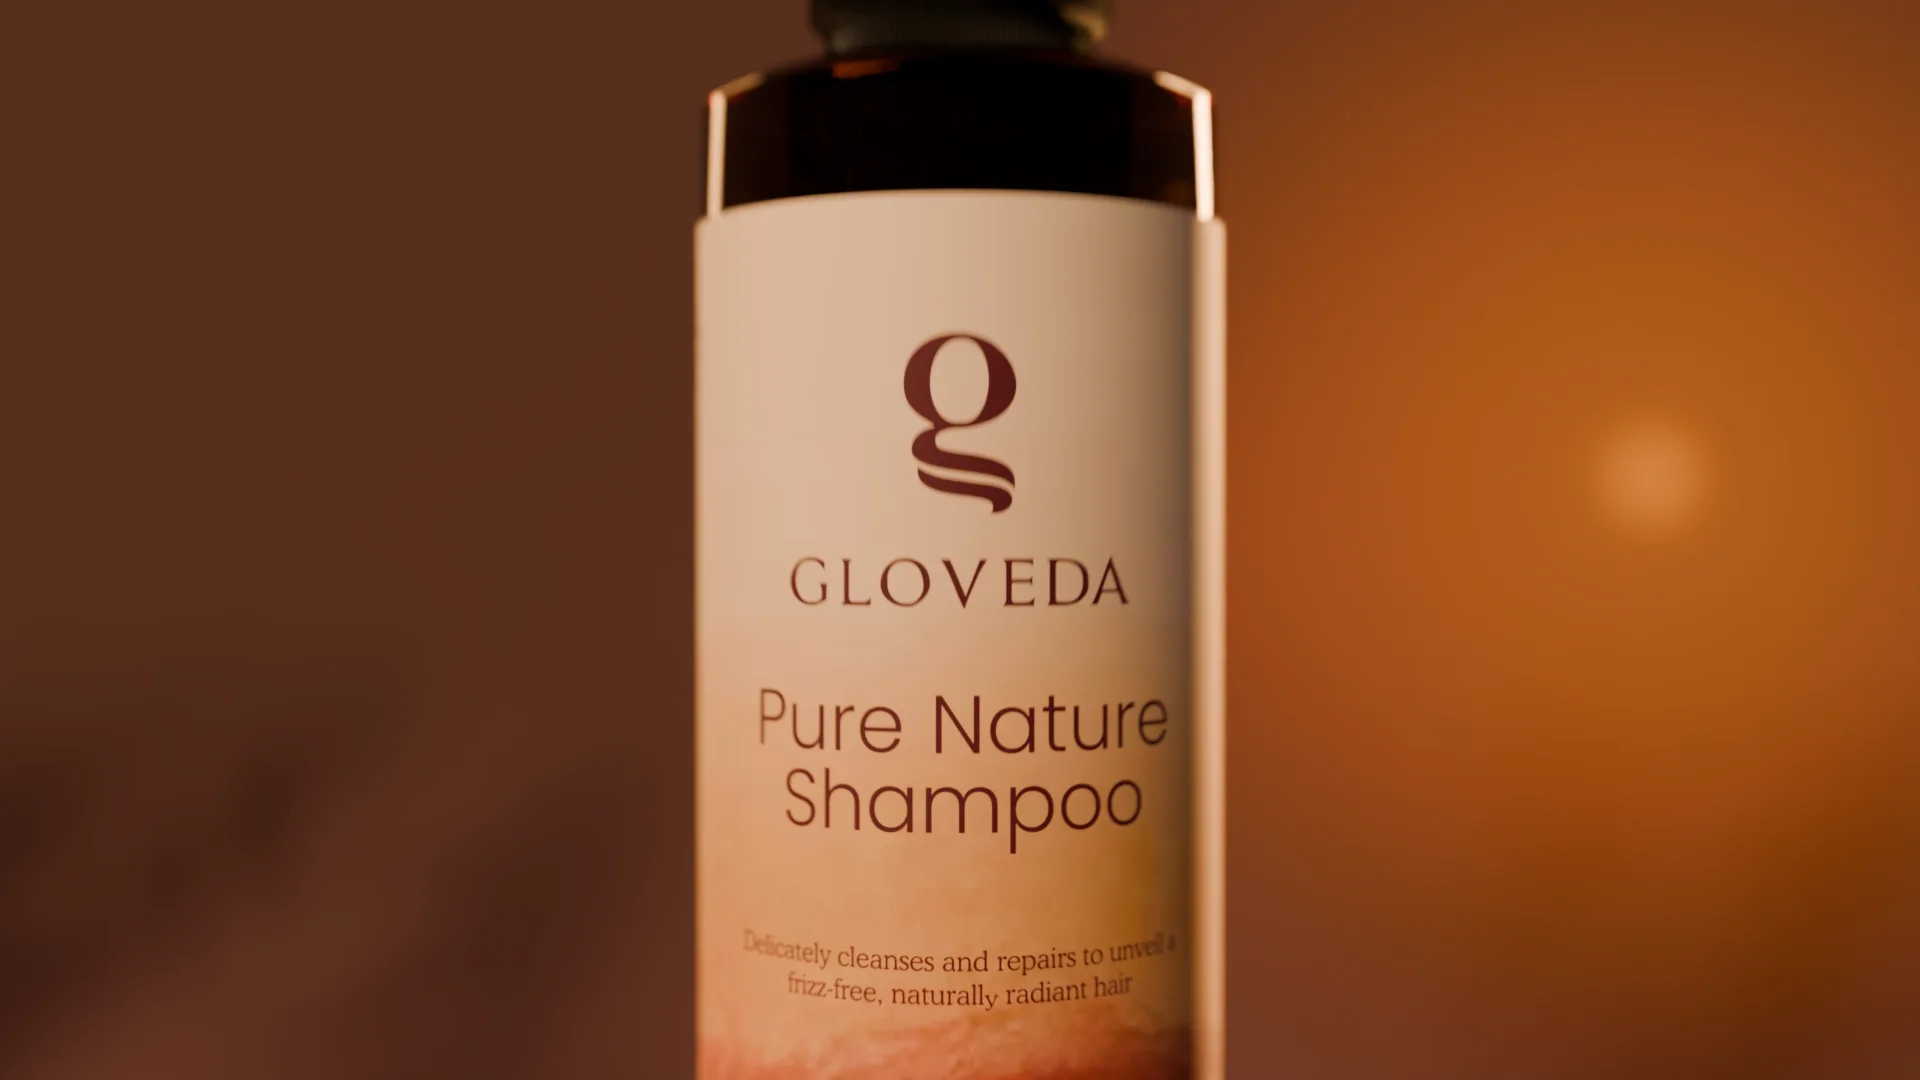 g
GLOVEDA
Pure Nature
Shampoo
Delicately cleanses and repairs to unveil a
frizz-free, naturally radiant hair